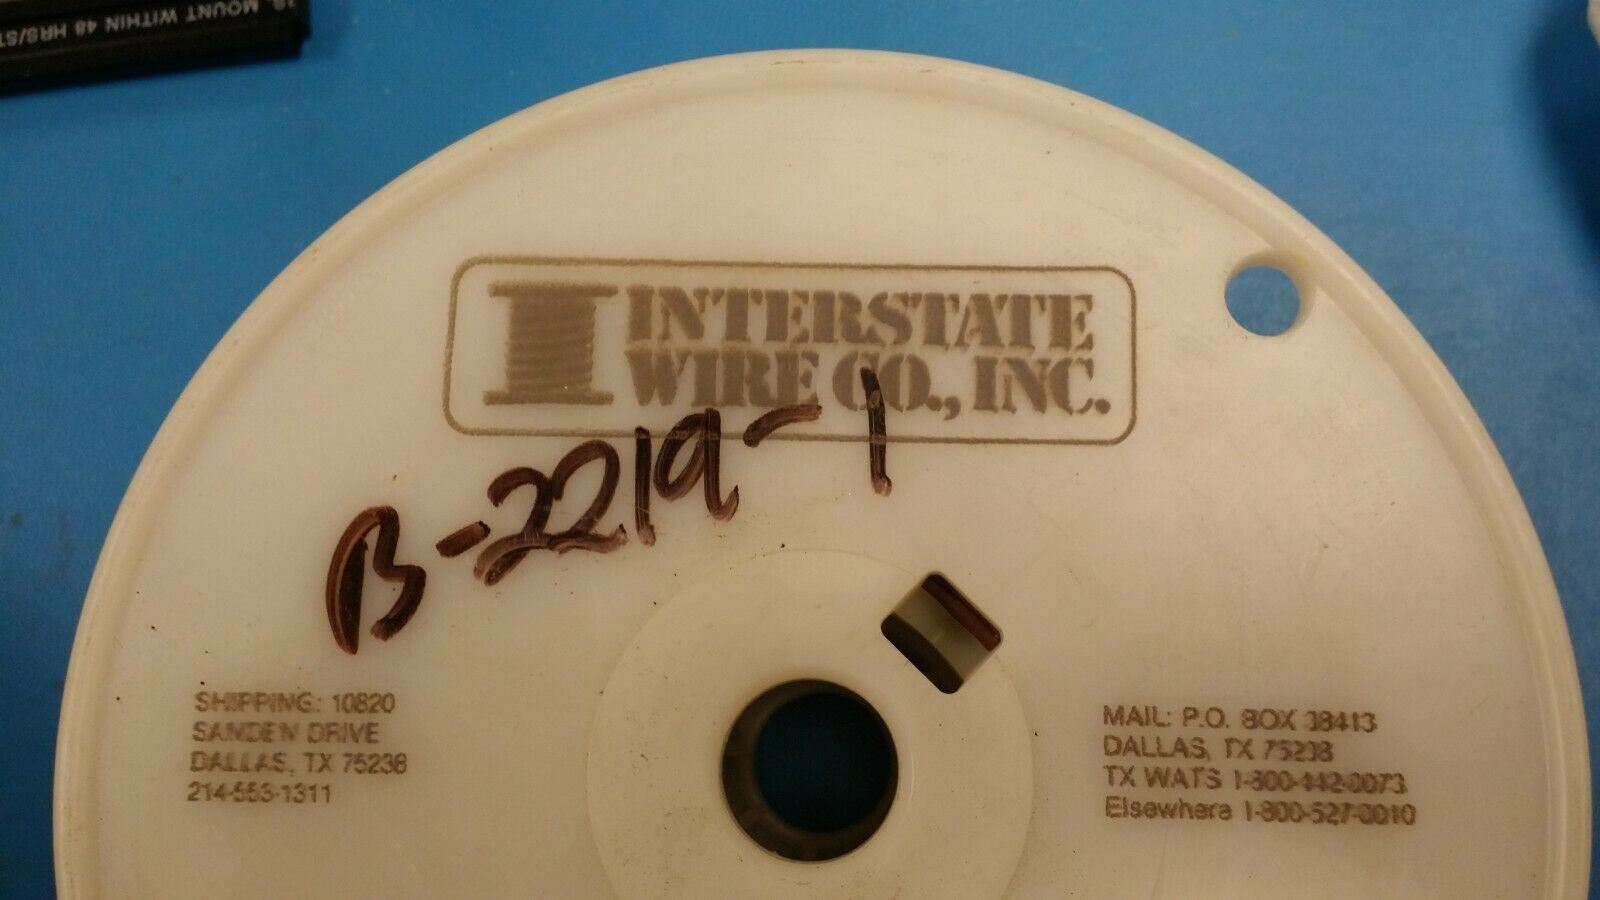 MOUNT WITHIN 48 HRS/ST
INTERSTATE
WIRE CO., INC.
B-2219-1
SHIPPING: 10820
SANDEN DRIVE
DALLAS, TX 75238
214-553-1311
MAIL: P.O. BOX 38413
DALLAS, TX 75238
TX WATS 1-800-442-0073
Elsewhere 1-800-527-0010